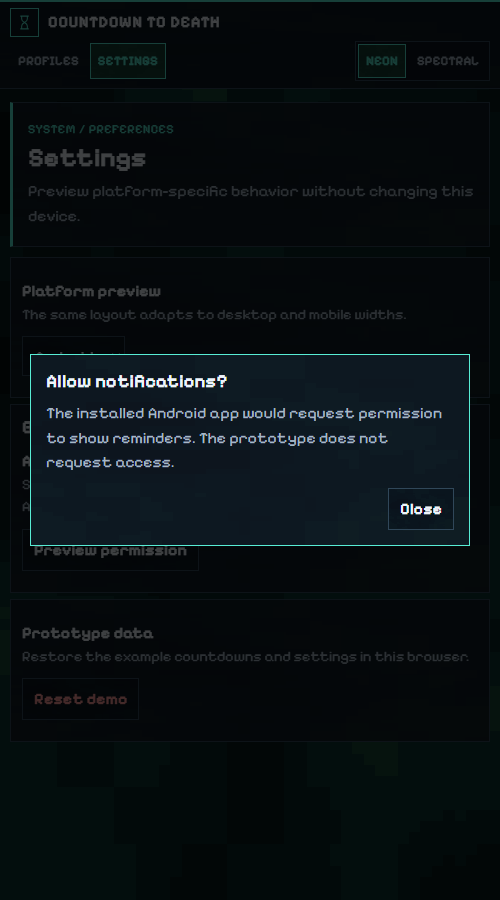 COUNTDOWN TO DEATH
PROFILES
SETTINGS
NEON
SPECTRAL
SYSTEM / PREFERENCES
Settings
Preview platform-specific behavior without changing this
device.
Platform preview
The same layout adapts to desktop and mobile widths.
Allow notifications?
The installed Android app would request permission
to show reminders. The prototype does not
request access.
Close
Preview permission
Prototype data
Restore the example countdowns and settings in this browser.
Reset demo